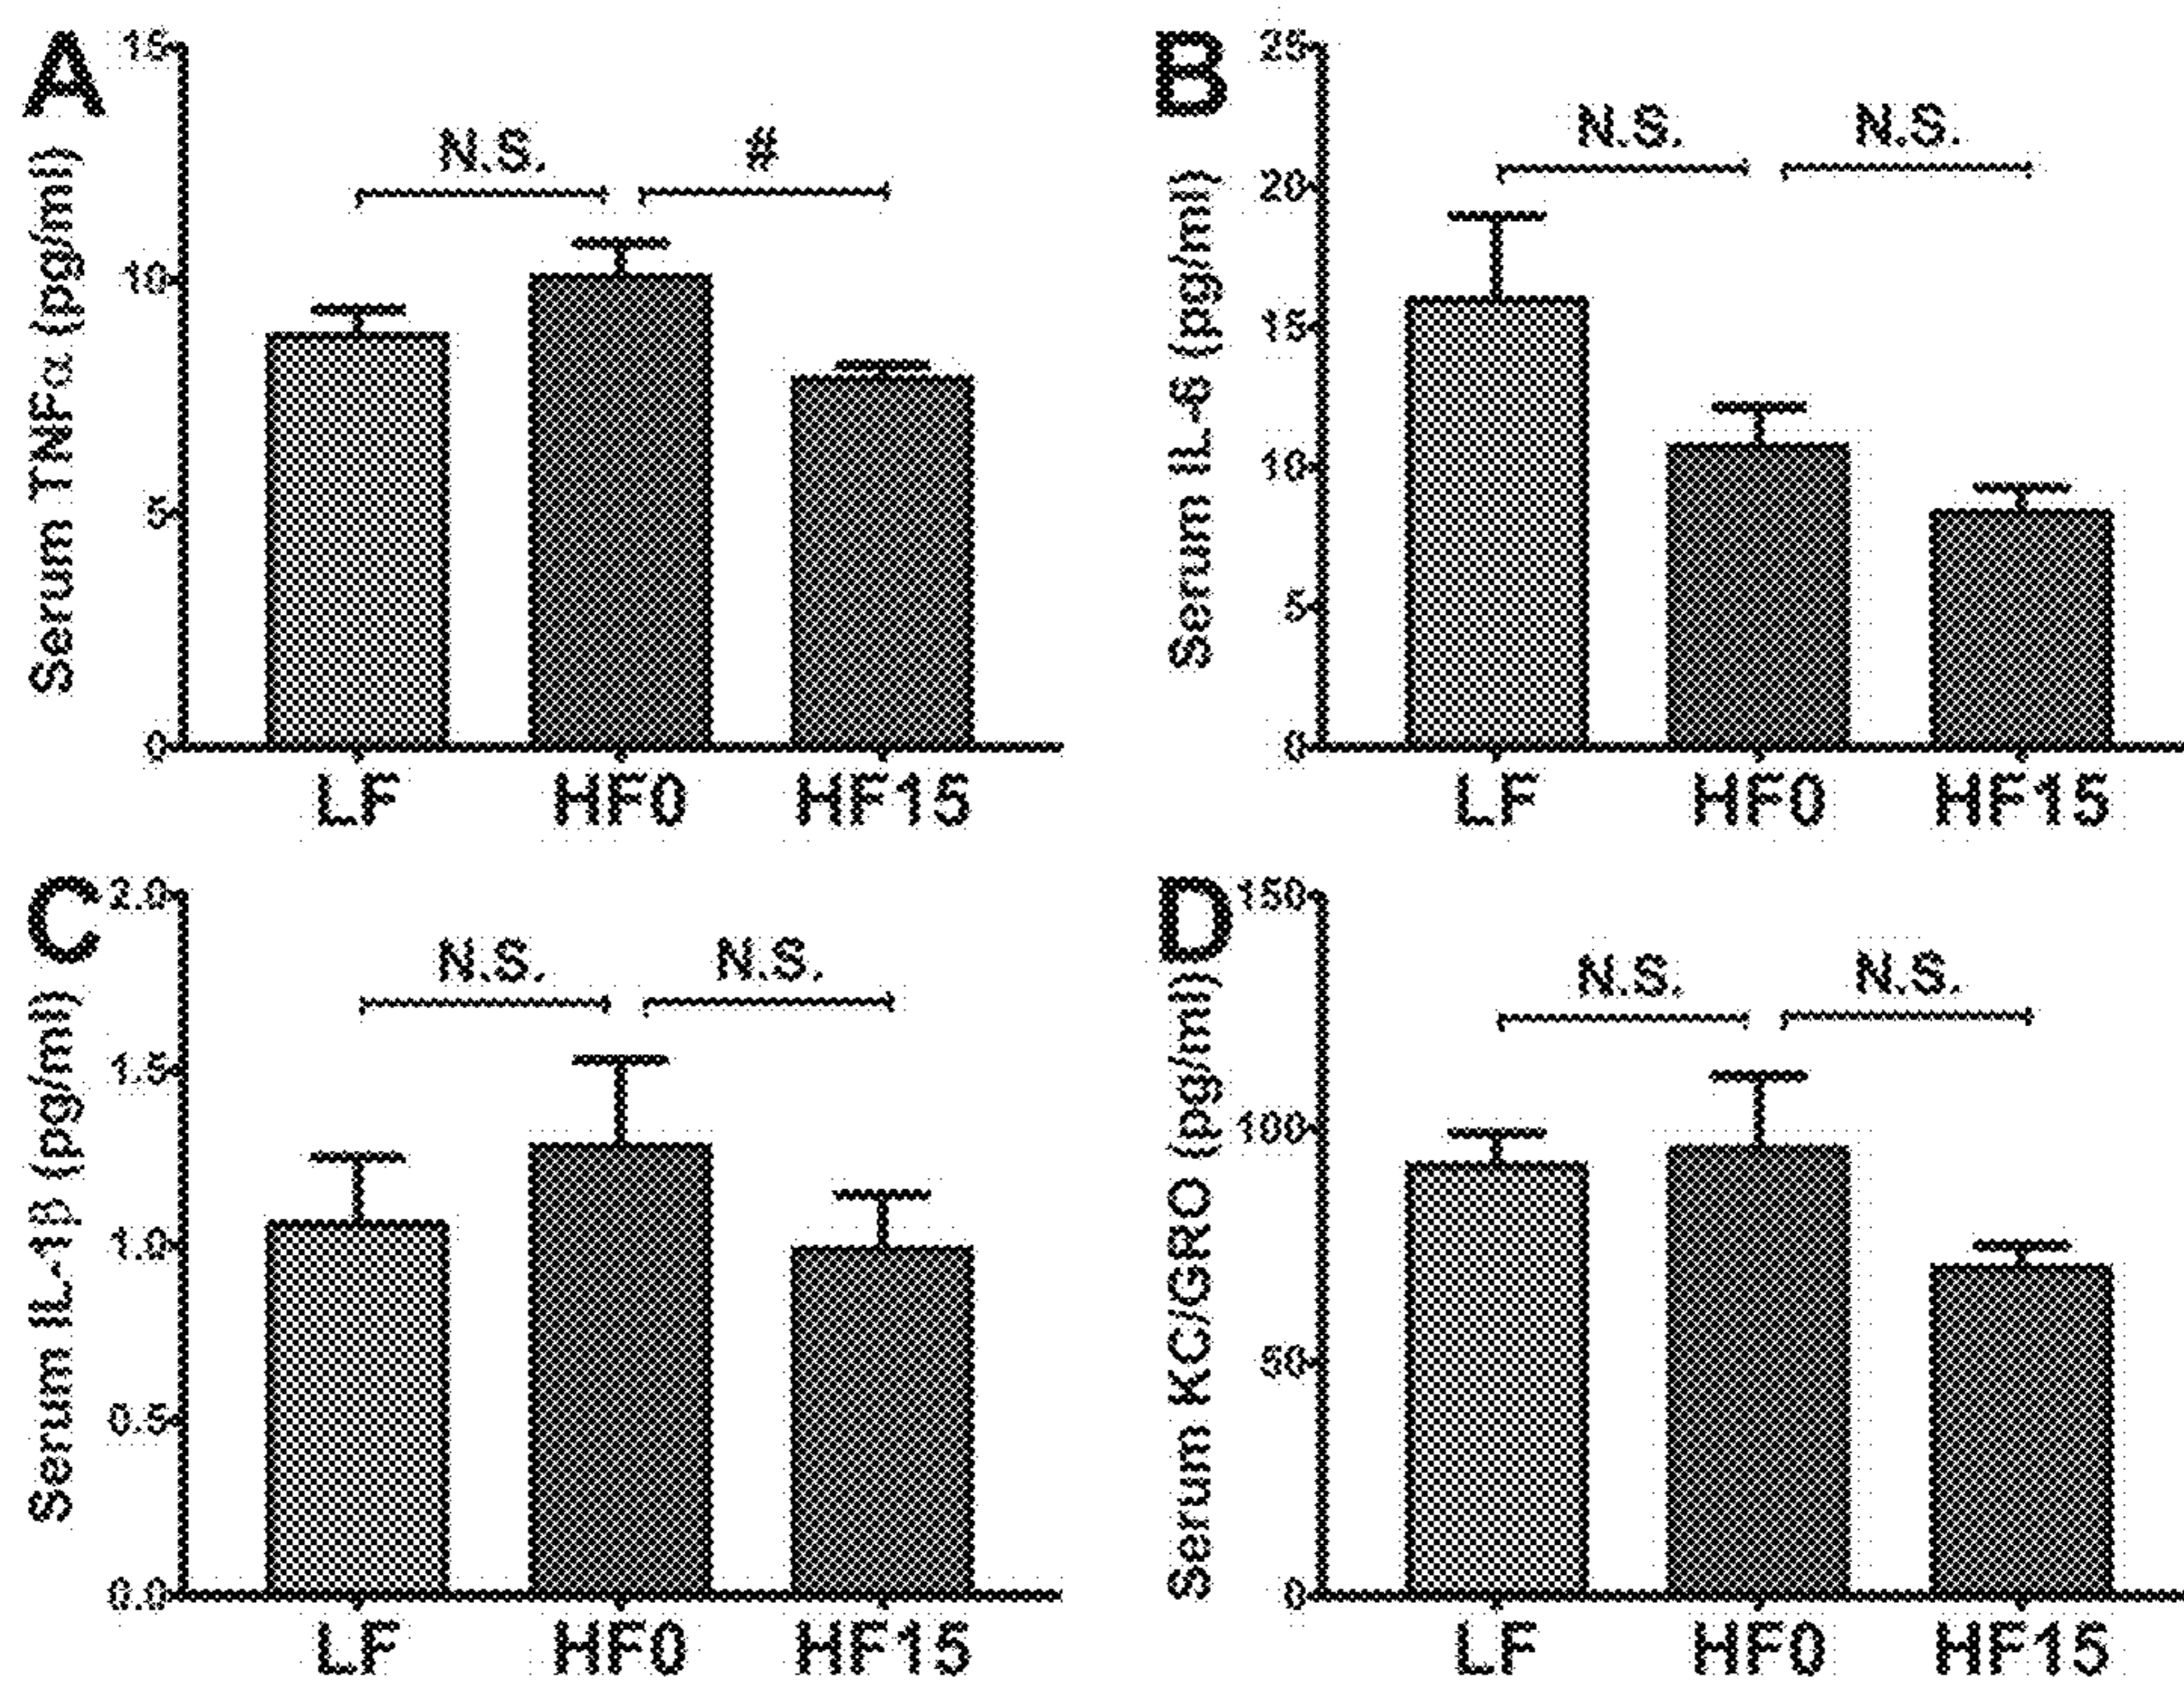 A
Serum TNFα (pg/ml)
15
10
5
0
N.S.
#
LF
HF0
HF15
B
Serum IL-6 (pg/ml)
25
20
15
10
5
0
N.S.
N.S.
LF
HF0
HF15
C
Serum IL-1β (pg/ml)
2.0
1.5
1.0
0.5
0.0
N.S.
N.S.
LF
HF0
HF15
D
Serum KC/GRO (pg/ml)
150
100
50
0
N.S.
N.S.
LF
HF0
HF15